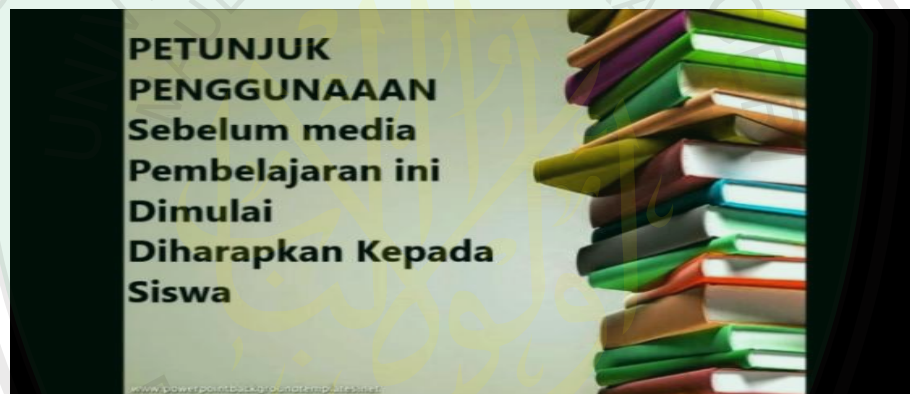 PETUNJUK
PENGGUNAAAN
Sebelum media
Pembelajaran ini
Dimulai
Diharapkan Kepada
Siswa
www.powerpointbackgroundtemplates.net